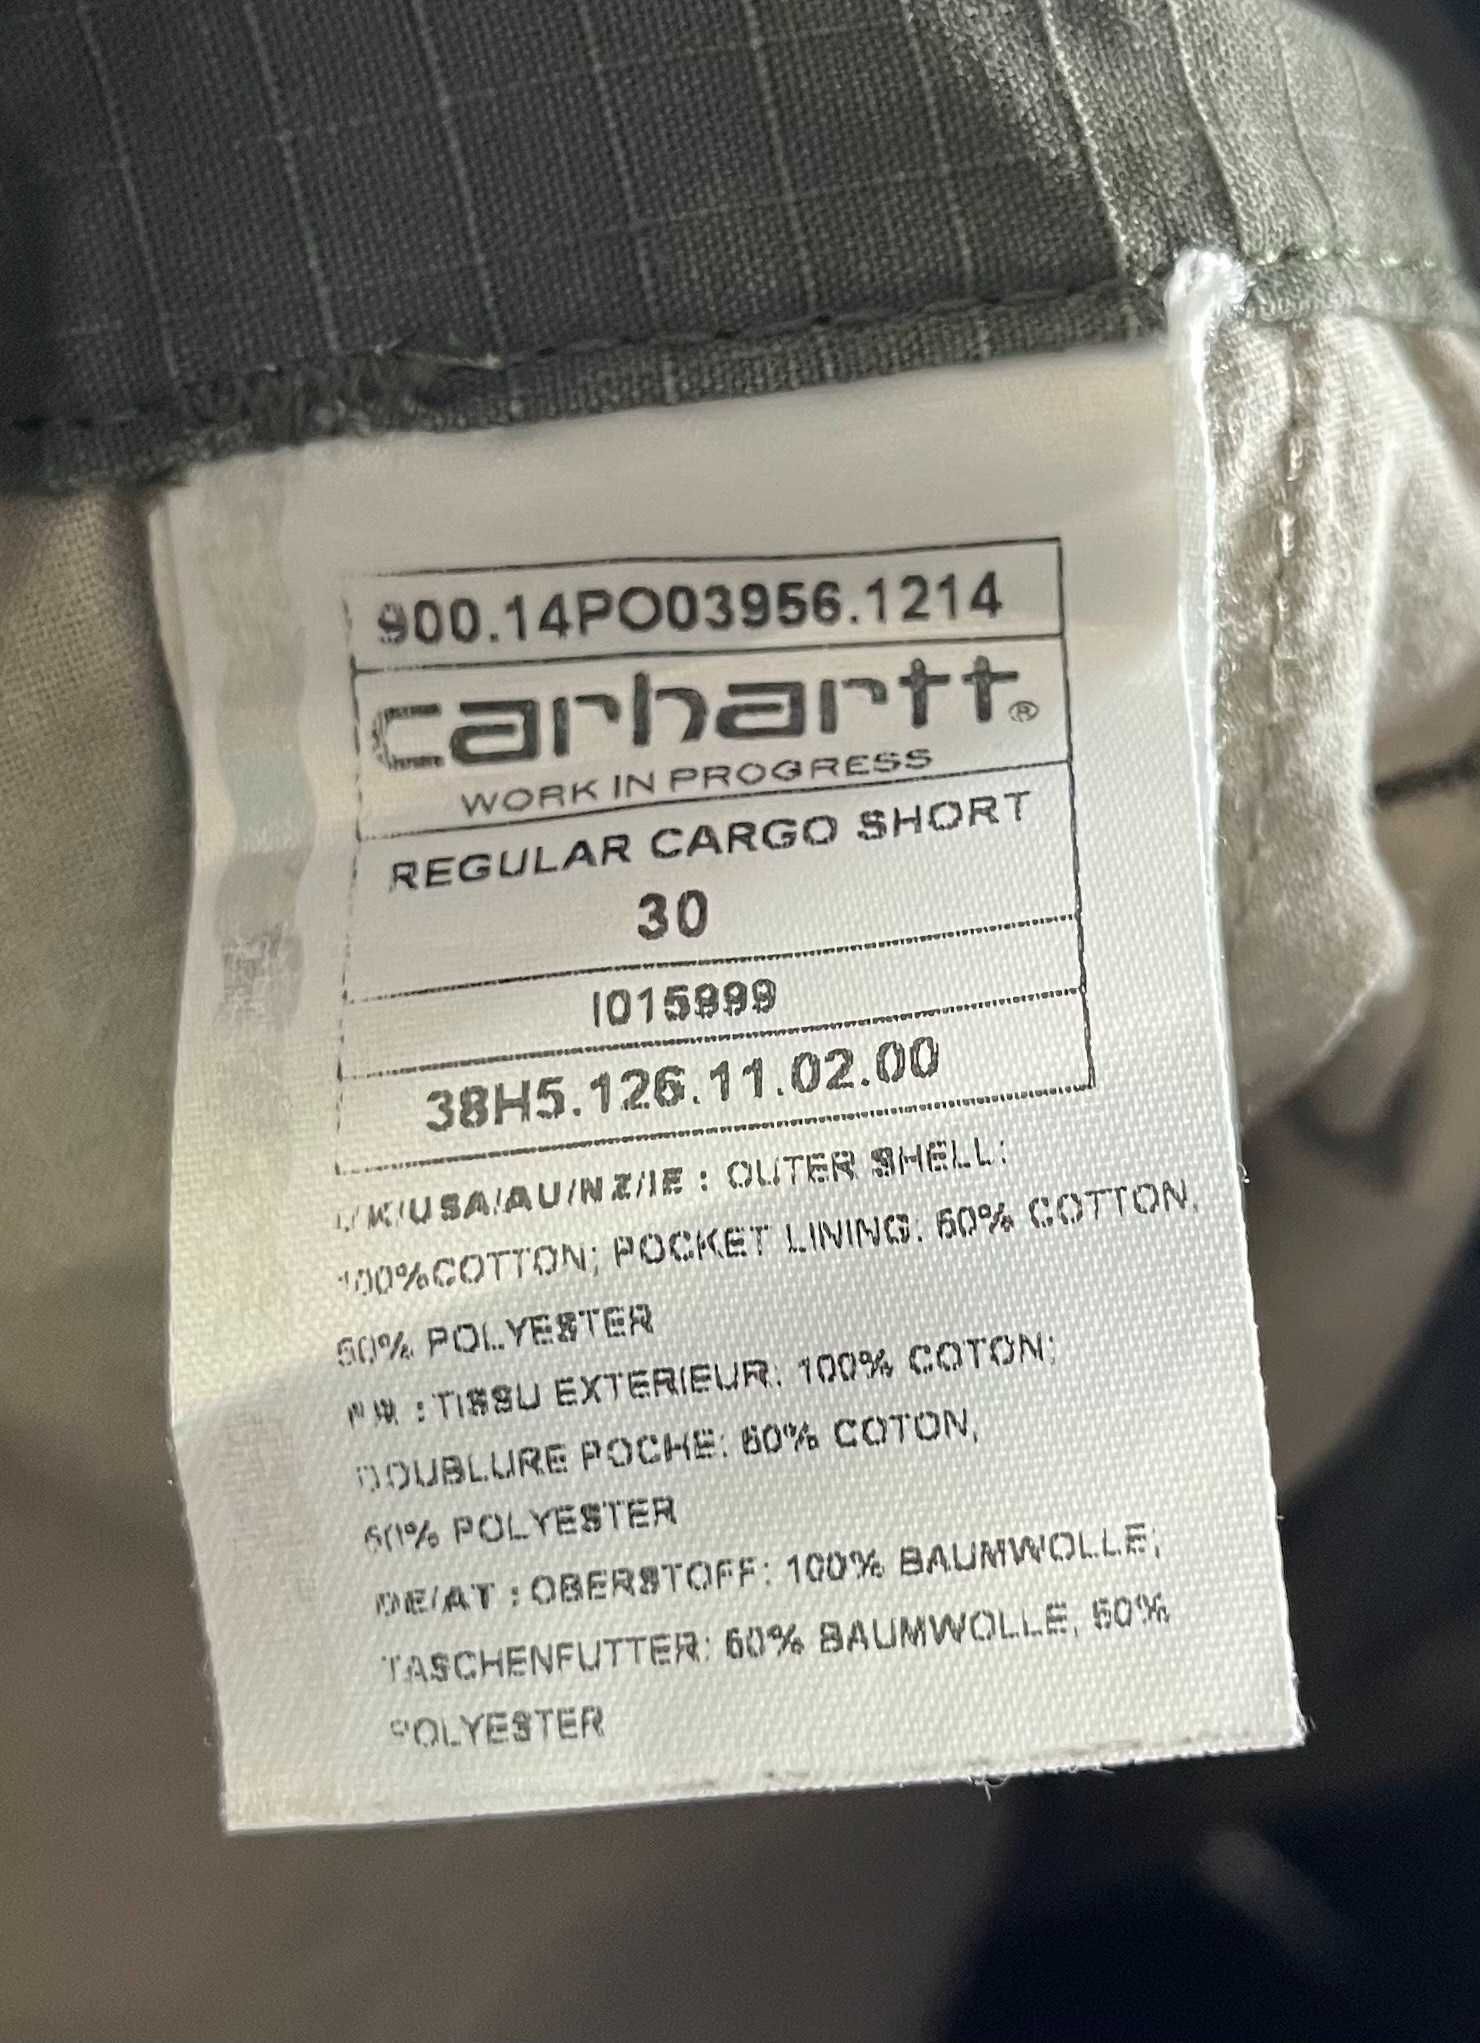 900.14PO03956.1214
carhartt®
WORK IN PROGRESS
REGULAR CARGO SHORT
30
I015999
38H5.126.11.02.00
UK/USA/AU/NZ/IE : OUTER SHELL:
100%COTTON; POCKET LINING: 50% COTTON,
50% POLYESTER
FR : TISSU EXTERIEUR: 100% COTON;
DOUBLURE POCHE: 50% COTON,
50% POLYESTER
DE/AT : OBERSTOFF: 100% BAUMWOLLE;
TASCHENFUTTER: 50% BAUMWOLLE, 50%
POLYESTER